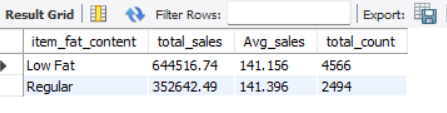 Result Grid Filter Rows: Export:
item_fat_content total_sales Avg_sales total_count
Low Fat 644516.74 141.156 4566
Regular 352642.49 141.396 2494